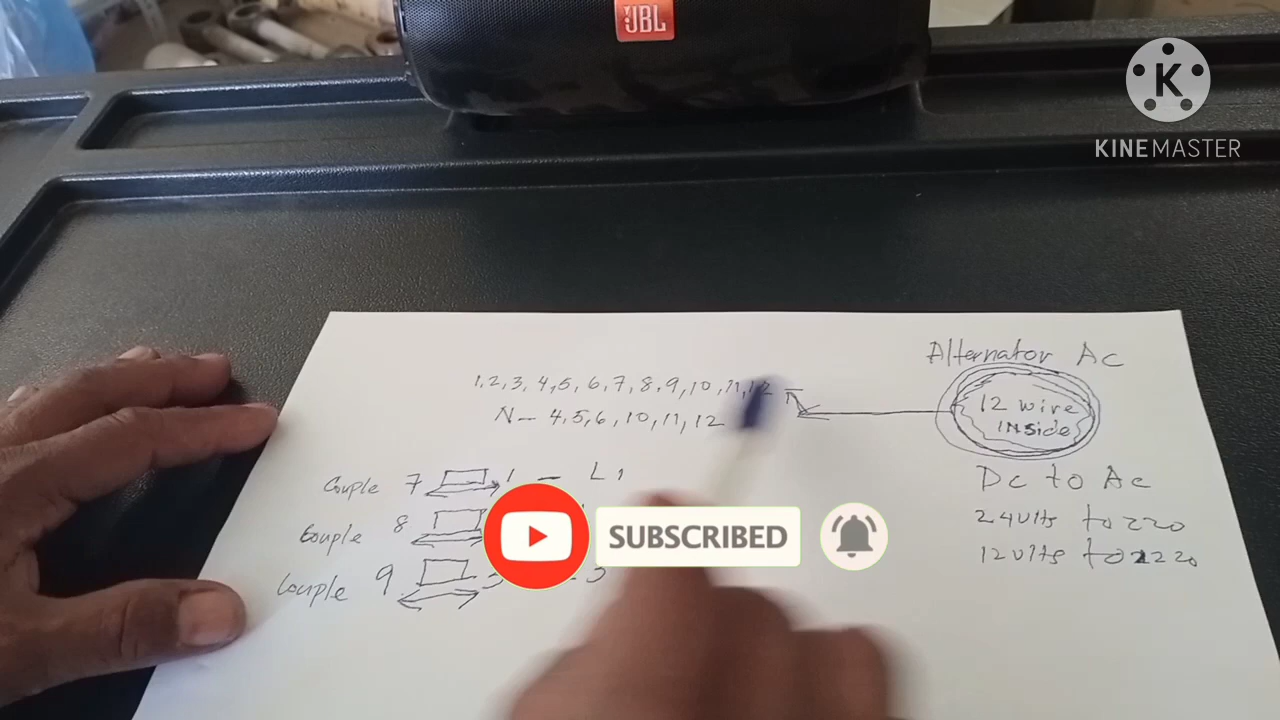 JBL
K
KINEMASTER
Alternator Ac
12 wire
INSide
1,2,3,4,5,6,7,8,9,10,11,12
N- 4,5,6,10,11,12
Couple 7 1 - L1
Couple 8
Couple 9 3
Dc to Ac
24Vlts to 220
12Vlts to 220
SUBSCRIBED